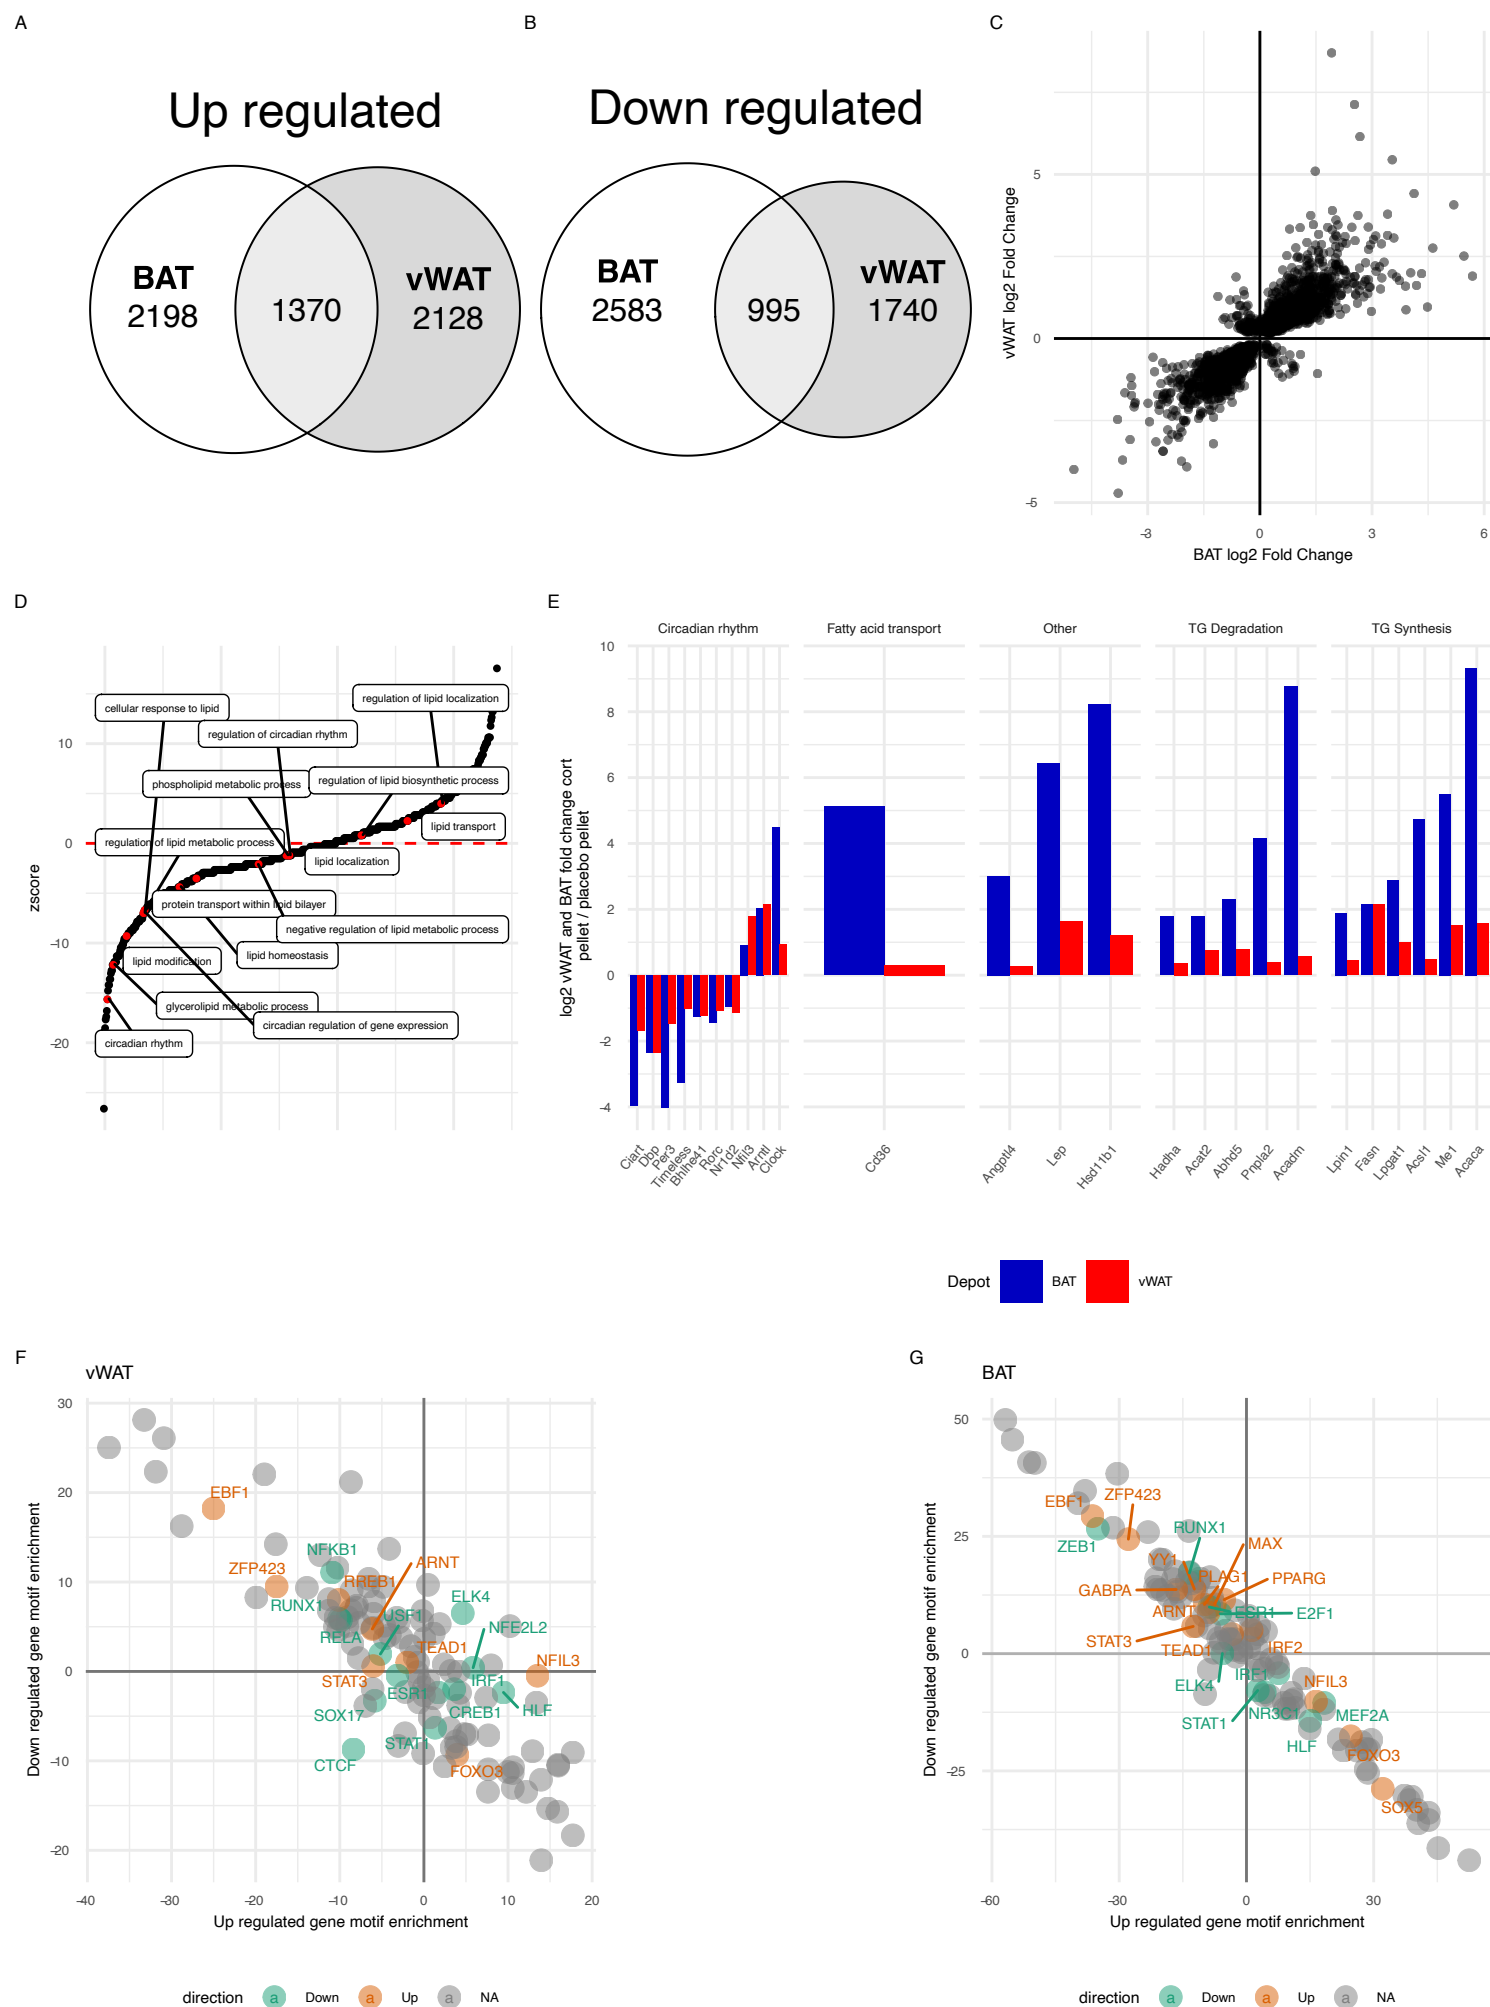 A
B
C
Up regulated
Down regulated
BAT
2198
1370
vWAT
2128
BAT
2583
995
vWAT
1740
vWAT log2 Fold Change
5
0
-5
-3
0
3
6
BAT log2 Fold Change
D
zscore
10
0
-10
-20
cellular response to lipid
regulation of lipid localization
regulation of circadian rhythm
phospholipid metabolic process
regulation of lipid biosynthetic process
lipid transport
regulation of lipid metabolic process
lipid localization
protein transport within lipid bilayer
negative regulation of lipid metabolic process
lipid modification
lipid homeostasis
glycerolipid metabolic process
circadian regulation of gene expression
circadian rhythm
E
Circadian rhythm
Fatty acid transport
Other
TG Degradation
TG Synthesis
log2 vWAT and BAT fold change cort
pellet / placebo pellet
10
8
6
4
2
0
-2
-4
Ciart
Dbp
Per3
Timeless
Bhlhe41
Rorc
Nr1d2
Nfil3
Arntl
Clock
Cd36
Angptl4
Lep
Hsd11b1
Hadha
Acat2
Abhd5
Pnpla2
Acadm
Lpin1
Fasn
Lpgat1
Acsl1
Me1
Acaca
Depot
BAT
vWAT
F
vWAT
Down regulated gene motif enrichment
30
20
10
0
-10
-20
EBF1
NFKB1
ZFP423
RREB1
ARNT
RUNX1
USF1
ELK4
RELA
TEAD1
NFE2L2
STAT3
NFIL3
ESR1
IRF1
SOX17
CREB1
HLF
STAT1
CTCF
FOXO3
-40
-30
-20
-10
0
10
20
Up regulated gene motif enrichment
direction
a
Down
a
Up
a
NA
G
BAT
Down regulated gene motif enrichment
50
25
0
-25
EBF1
ZFP423
ZEB1
RUNX1
YY1
MAX
GABPA
PLAG1
PPARG
ARNT
ESR1
E2F1
STAT3
TEAD1
IRF2
ELK4
IRF1
NFIL3
STAT1
NR3C1
MEF2A
HLF
FOXO3
SOX5
-60
-30
0
30
Up regulated gene motif enrichment
direction
a
Down
a
Up
a
NA